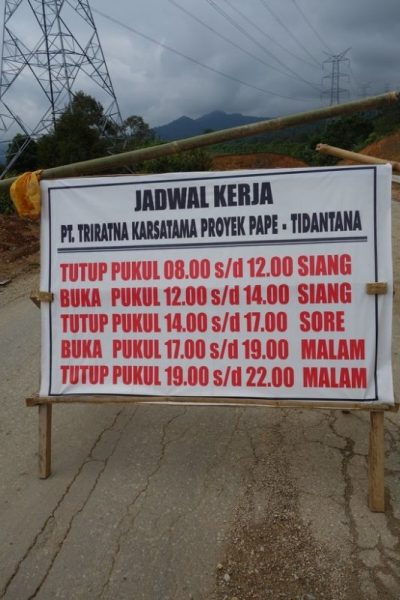 JADWAL KERJA
PT. TRIRATNA KARSATAMA PROYEK PAPE - TIDANTANA
TUTUP PUKUL 08.00 s/d 12.00 SIANG
BUKA PUKUL 12.00 s/d 14.00 SIANG
TUTUP PUKUL 14.00 s/d 17.00 SORE
BUKA PUKUL 17.00 s/d 19.00 MALAM
TUTUP PUKUL 19.00 s/d 22.00 MALAM